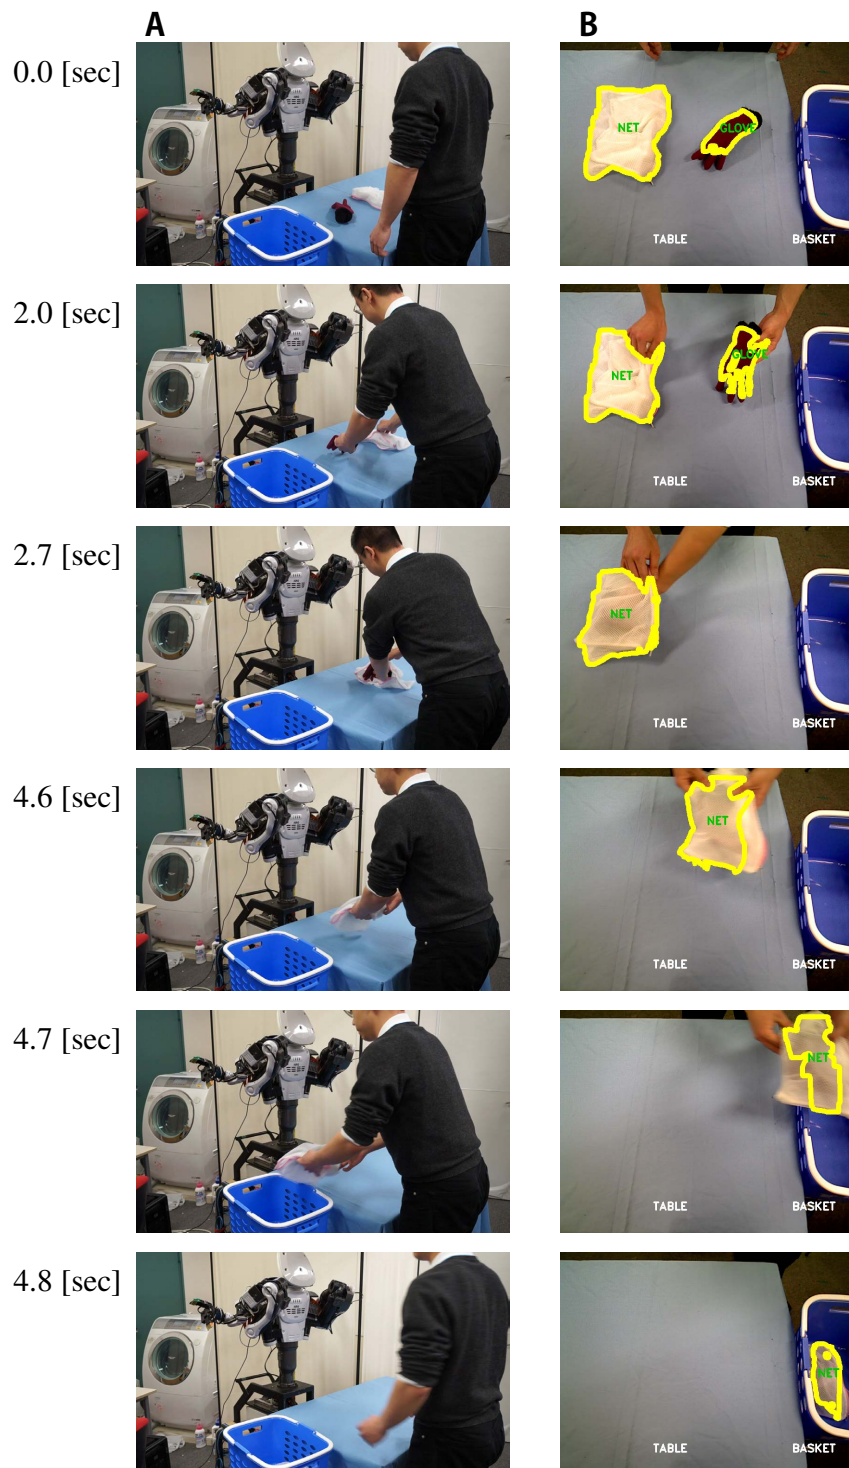 A B
0.0 [sec]
NET GLOVE
TABLE BASKET
2.0 [sec]
NET GLOVE
TABLE BASKET
2.7 [sec]
NET
TABLE BASKET
4.6 [sec]
NET
TABLE BASKET
4.7 [sec]
NET
TABLE BASKET
4.8 [sec]
NET
TABLE BASKET